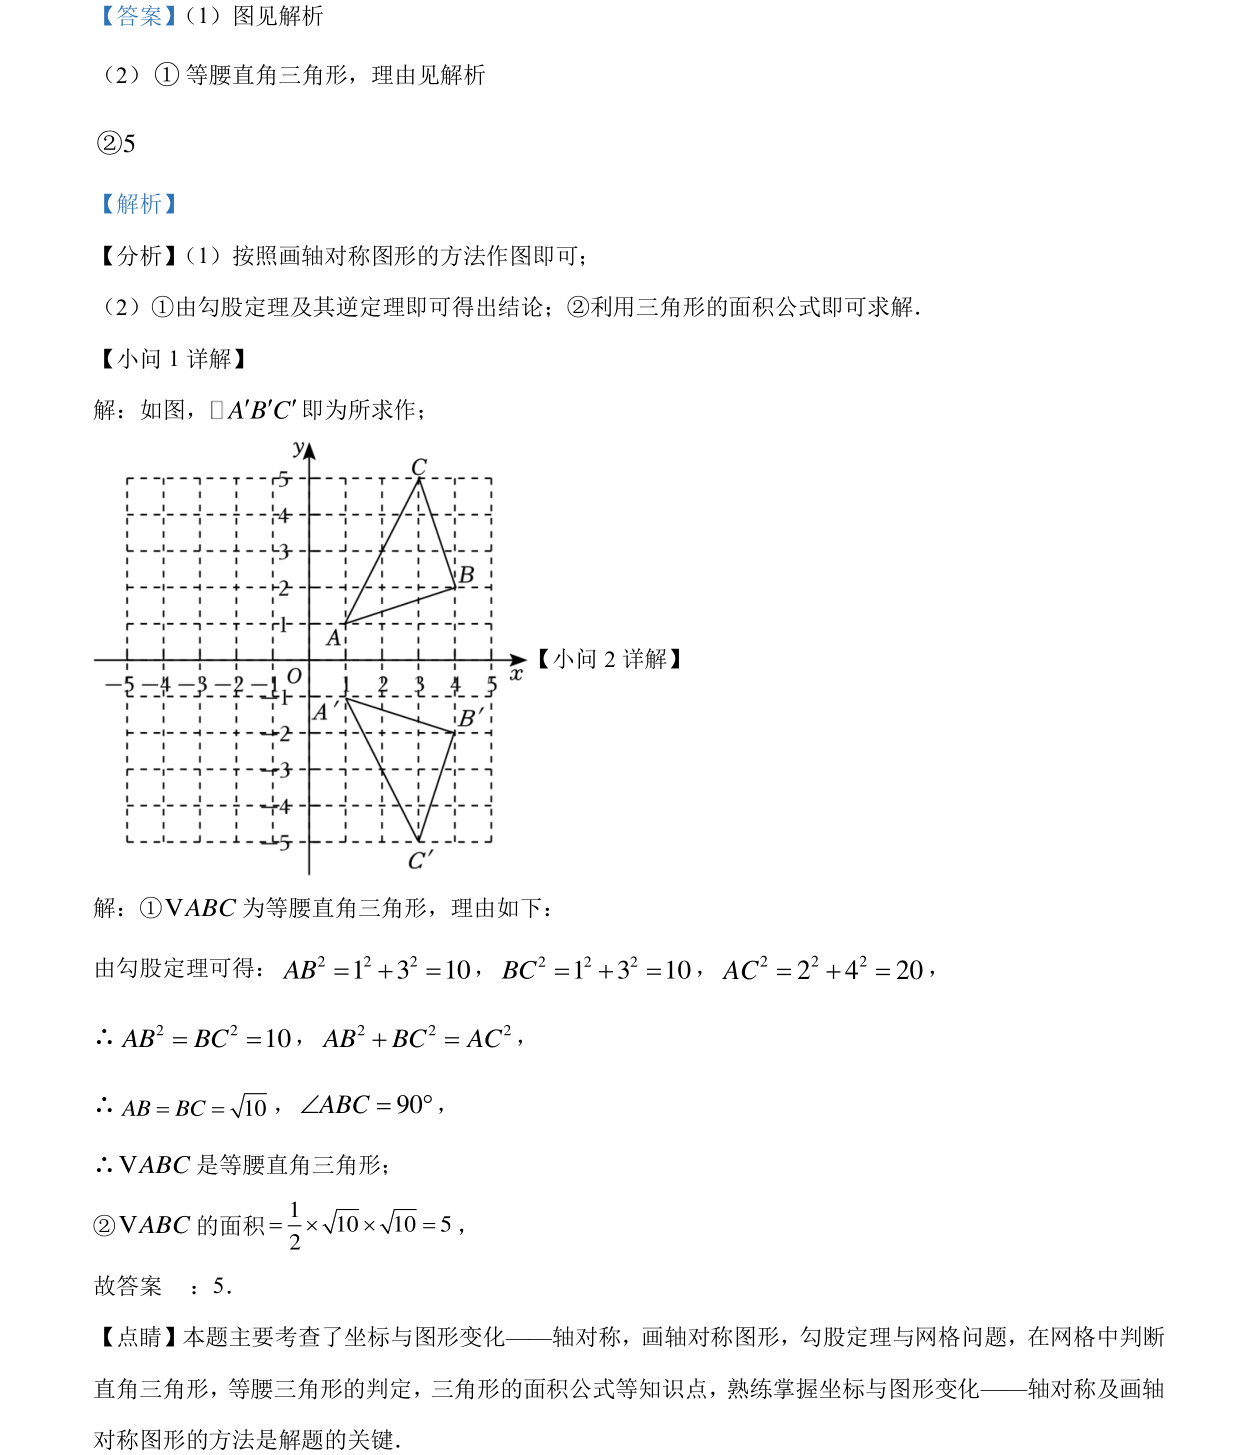 【答案】（1）图见解析
（2）① 等腰直角三角形，理由见解析
②5
【解析】
【分析】（1）按照画轴对称图形的方法作图即可；
（2）①由勾股定理及其逆定理即可得出结论；②利用三角形的面积公式即可求解．
【小问 1 详解】
解：如图，□A′B′C′即为所求作；
y
C
5
4
3
B
2
1
A
【小问 2 详解】
O
x
−5 −4 −3 −2 −1 1 2 3 4 5
−1
A′
B′
−2
−3
−4
−5
C′
解：①VABC 为等腰直角三角形，理由如下：
由勾股定理可得：AB² =1² +3² =10，BC² =1² +3² =10，AC² = 2² +4² = 20，
∴ AB² = BC² =10，AB² + BC² = AC²，
∴ AB = BC = √10，∠ABC = 90°，
∴VABC 是等腰直角三角形；
②VABC 的面积= 1/2 × √10 × √10 = 5，
故答案 ：5．
【点睛】本题主要考查了坐标与图形变化——轴对称，画轴对称图形，勾股定理与网格问题，在网格中判断
直角三角形，等腰三角形的判定，三角形的面积公式等知识点，熟练掌握坐标与图形变化——轴对称及画轴
对称图形的方法是解题的关键．